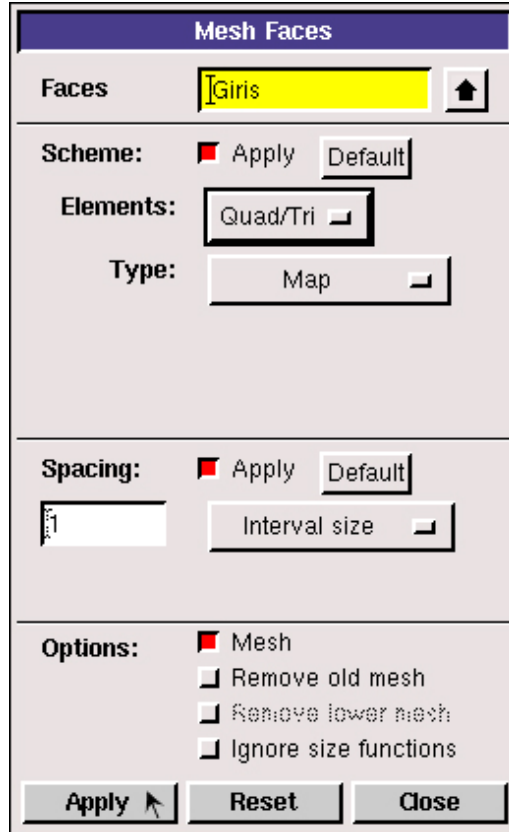 Mesh Faces
Faces Giris
Scheme: Apply Default
Elements: Quad/Tri
Type: Map
Spacing: Apply Default
1 Interval size
Options: Mesh
Remove old mesh
Remove lower mesh
Ignore size functions
Apply Reset Close